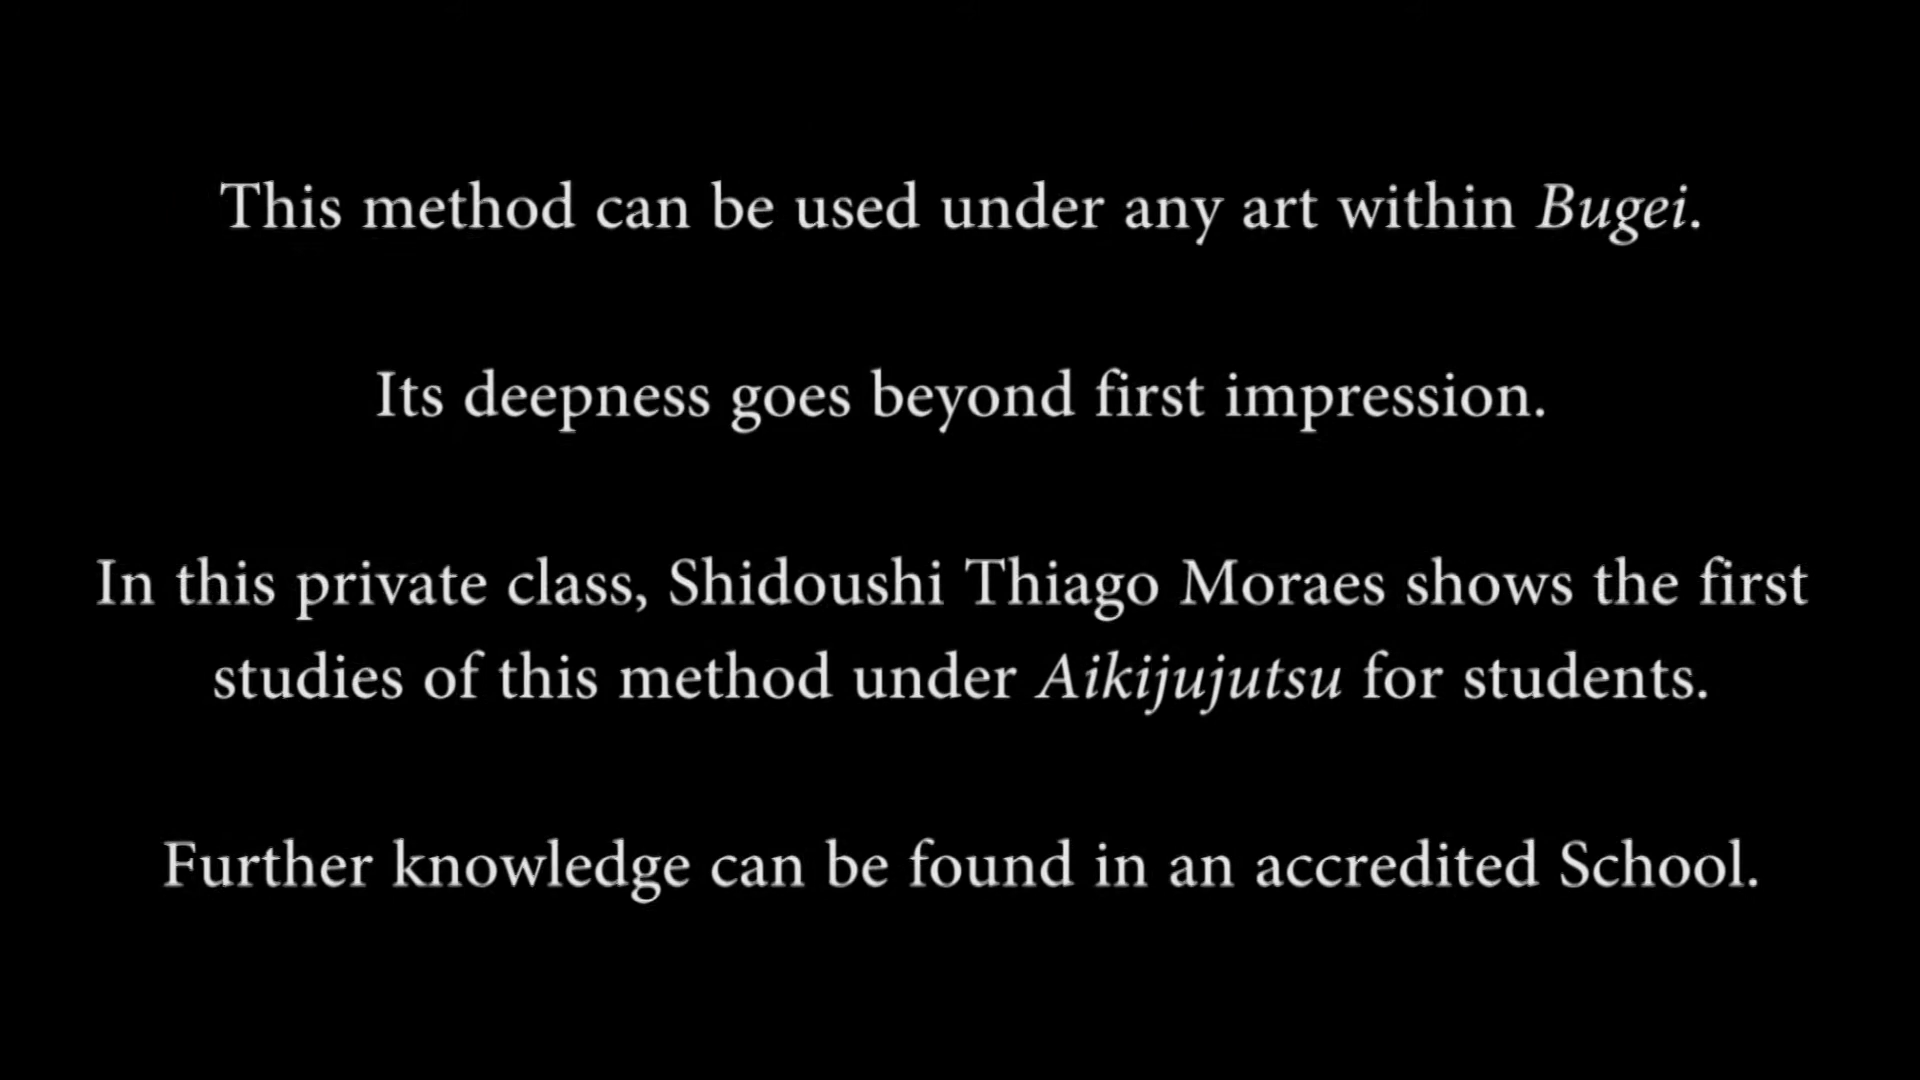 This method can be used under any art within Bugei.
Its deepness goes beyond first impression.
In this private class, Shidoushi Thiago Moraes shows the first
studies of this method under Aikijujutsu for students.
Further knowledge can be found in an accredited School.